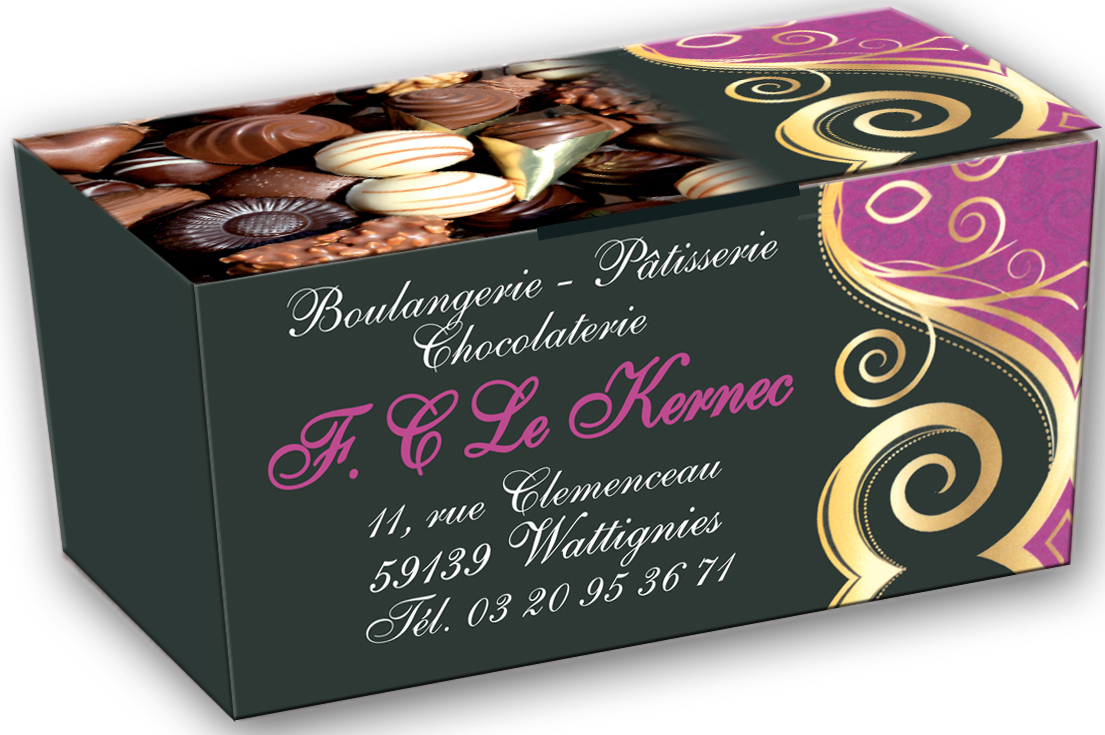 Boulangerie - Pâtisserie
Chocolaterie
F. C Le Kernec
11, rue Clemenceau
59139 Wattignies
Tél. 03 20 95 36 71